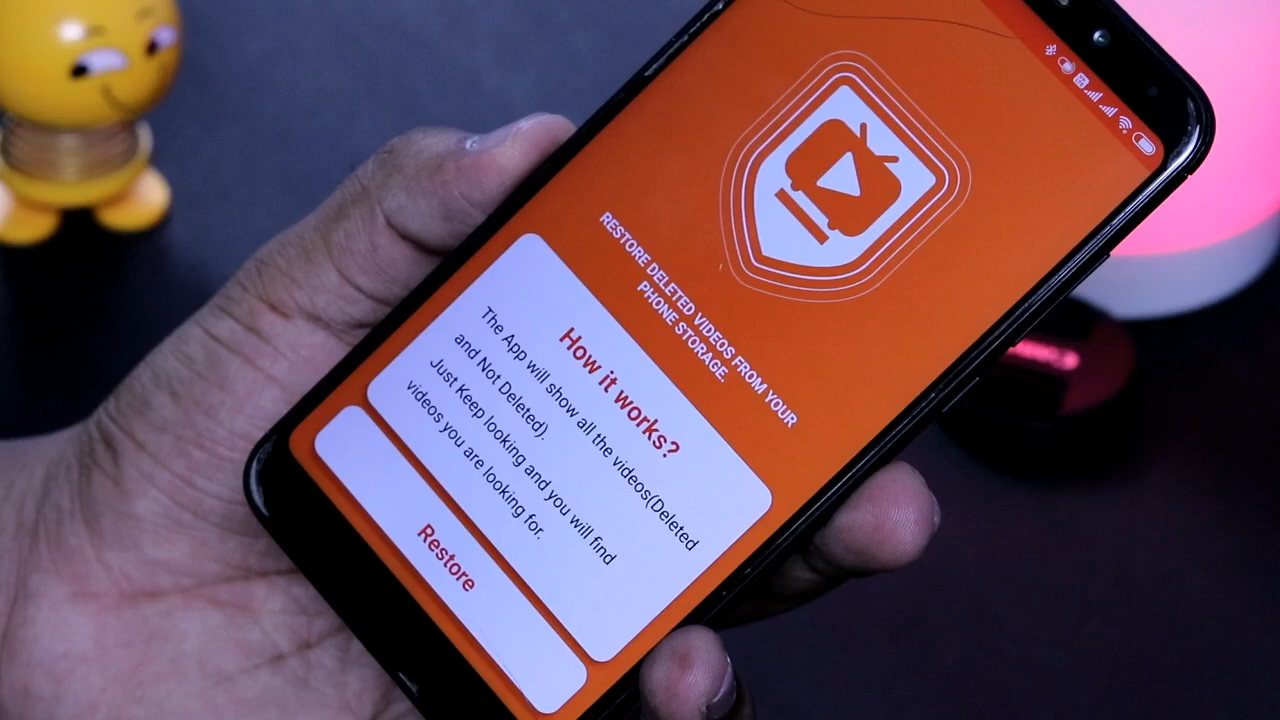 RESTORE DELETED VIDEOS FROM YOUR
PHONE STORAGE.
How it works?
The App will show all the videos(Deleted
and Not Deleted).
Just Keep looking and you will find
videos you are looking for.
Restore